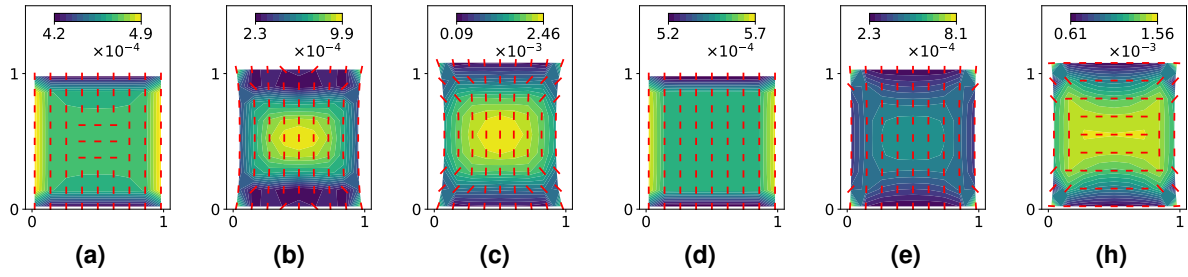 4.2 4.9 2.3 9.9 0.09 2.46 5.2 5.7 2.3 8.1 0.61 1.56
×10⁻⁴ ×10⁻⁴ ×10⁻³ ×10⁻⁴ ×10⁻⁴ ×10⁻³
1 1 1 1 1 1
0 0 0 0 0 0
0 1 0 1 0 1 0 1 0 1 0 1
(a) (b) (c) (d) (e) (h)